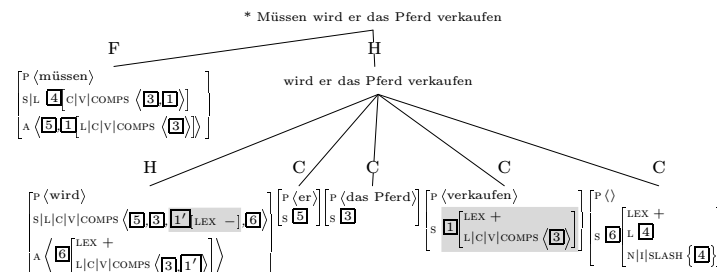 * Müssen wird er das Pferd verkaufen
F H
wird er das Pferd verkaufen
P ⟨müssen⟩
S|L 4[C|V|COMPS ⟨3,1⟩]
A ⟨5,1[L|C|V|COMPS ⟨3⟩]⟩
H C C C C
P ⟨wird⟩
S|L|C|V|COMPS ⟨5,3,1′[LEX −],6⟩
A ⟨6[LEX +
L|C|V|COMPS ⟨3,1′⟩]⟩
P ⟨er⟩
S 5
P ⟨das Pferd⟩
S 3
P ⟨verkaufen⟩
S 1[LEX +
L|C|V|COMPS ⟨3⟩]
P ⟨⟩
S 6[LEX +
L 4
N|I|SLASH {4}